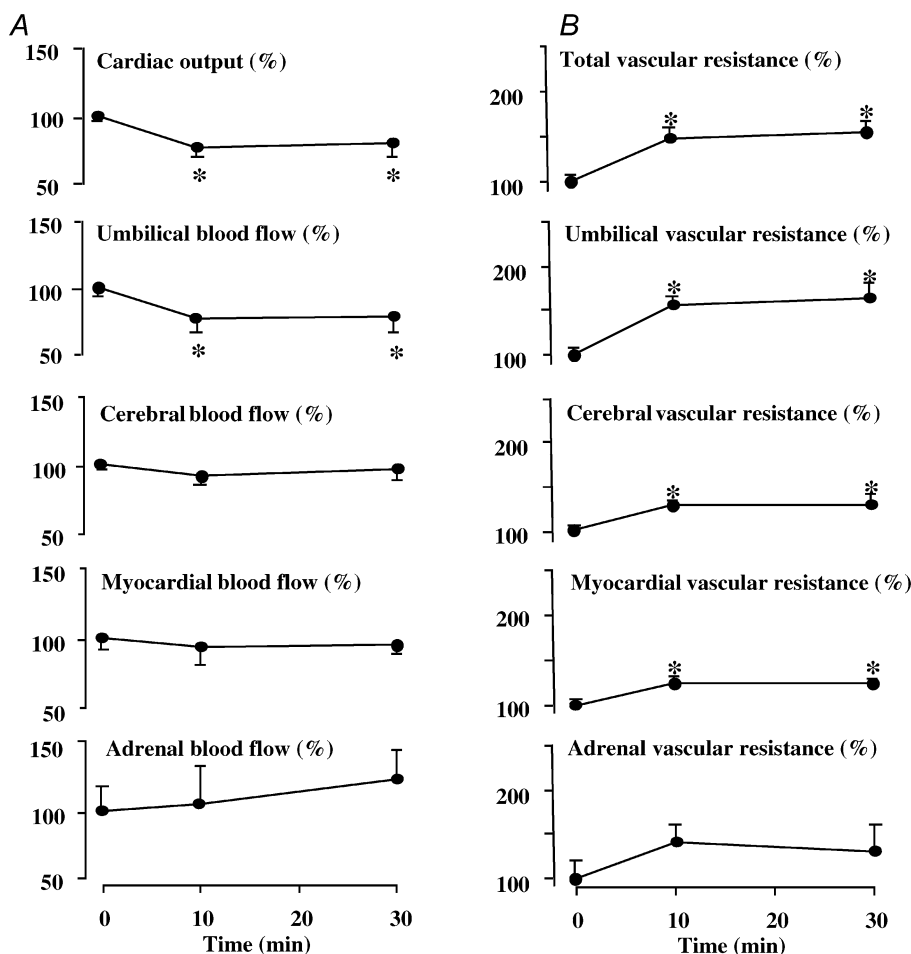 A
150
Cardiac output (%)
100
*
*
50
150
Umbilical blood flow (%)
100
*
*
50
150
Cerebral blood flow (%)
100
50
150
Myocardial blood flow (%)
100
50
150
Adrenal blood flow (%)
100
50
0 10 20 30
Time (min)
B
Total vascular resistance (%)
200
*
*
100
Umbilical vascular resistance (%)
200
*
*
100
Cerebral vascular resistance (%)
200
*
*
100
Myocardial vascular resistance (%)
200
*
*
100
Adrenal vascular resistance (%)
200
100
0 10 20 30
Time (min)